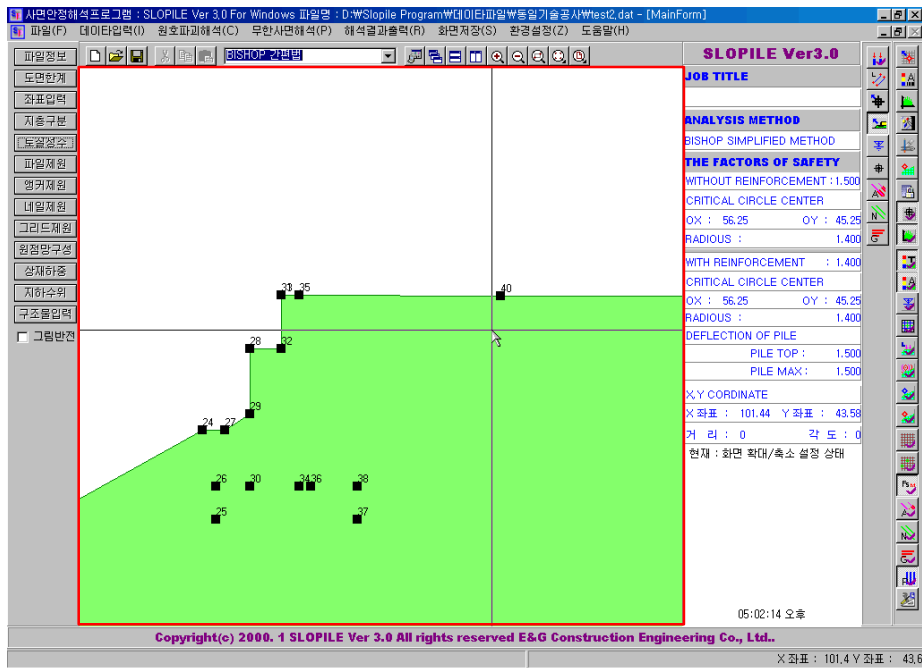 사면안정해석프로그램 : SLOPILE Ver 3,0 For Windows 파일명 : D:₩Slopile Program₩데이타파일₩동일기술공사₩test2,dat - [MainForm]
파일(F) 데이타입력(I) 원호파괴해석(C) 무한사면해석(P) 해석결과출력(R) 화면저장(S) 환경설정(Z) 도움말(H)
BISHOP 간편법
파일정보
도면한계
좌표입력
지층구분
토질상수
파일제원
앵커제원
네일제원
그리드제원
원점망구성
상재하중
지하수위
구조물입력
그림반전
35
40
28
32
29
24
27
26
30
34
36
38
25
37
SLOPILE Ver3.0
JOB TITLE
ANALYSIS METHOD
BISHOP SIMPLIFIED METHOD
THE FACTORS OF SAFETY
WITHOUT REINFORCEMENT : 1.500
CRITICAL CIRCLE CENTER
OX : 56.25 OY : 45.25
RADIOUS : 1.400
WITH REINFORCEMENT : 1.400
CRITICAL CIRCLE CENTER
OX : 56.25 OY : 45.25
RADIOUS : 1.400
DEFLECTION OF PILE
PILE TOP : 1.500
PILE MAX : 1.500
X,Y CORDINATE
X 좌표 : 101.44 Y 좌표 : 43.58
거 리 : 0 각 도 : 0
현재 : 화면 확대/축소 설정 상태
05:02:14 오후
Copyright(c) 2000. 1 SLOPILE Ver 3.0 All rights reserved E&G Construction Engineering Co., Ltd..
X 좌표 : 101,4 Y 좌표 : 43,6